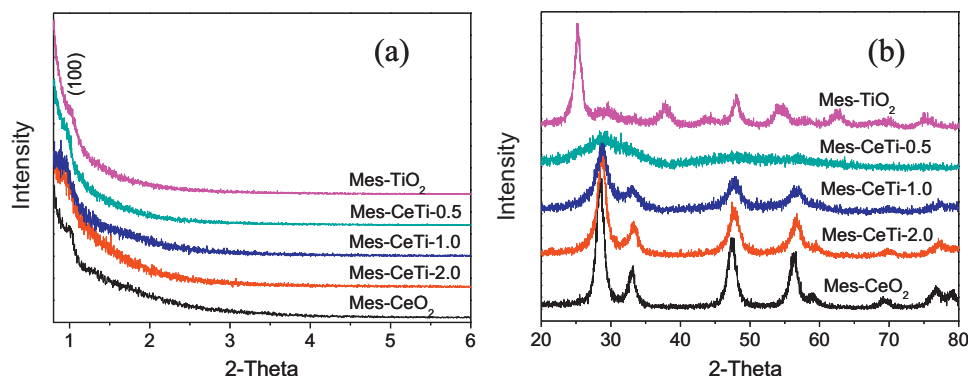 (a)
(100)
Intensity
Mes-TiO2
Mes-CeTi-0.5
Mes-CeTi-1.0
Mes-CeTi-2.0
Mes-CeO2
1 2 3 4 5 6
2-Theta
(b)
Intensity
Mes-TiO2
Mes-CeTi-0.5
Mes-CeTi-1.0
Mes-CeTi-2.0
Mes-CeO2
20 30 40 50 60 70 80
2-Theta